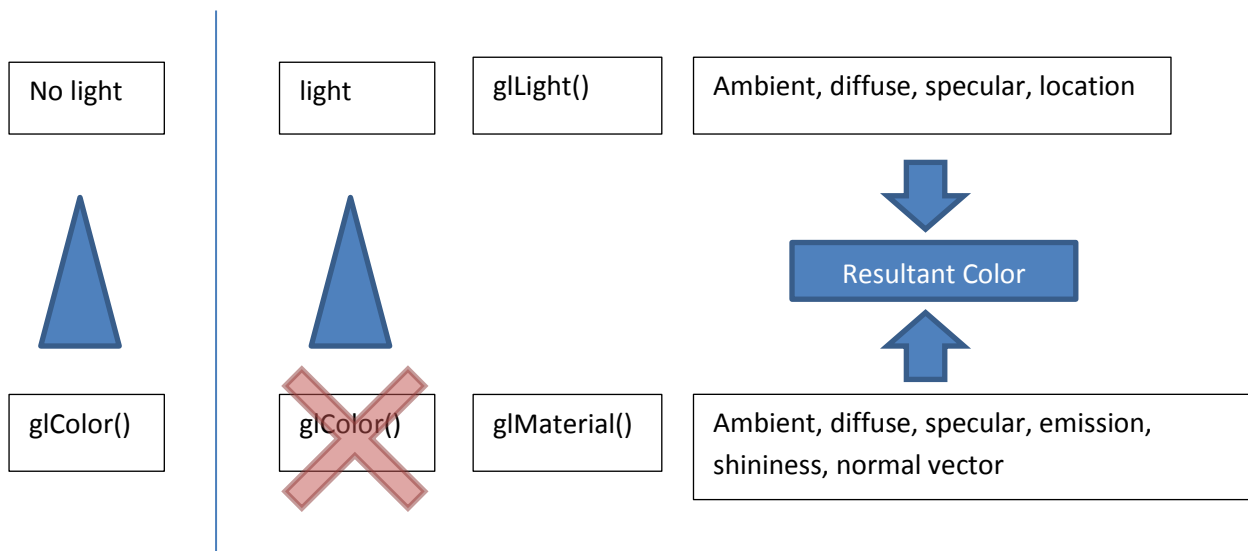 No light
light
glLight()
Ambient, diffuse, specular, location
Resultant Color
glColor()
glColor()
glMaterial()
Ambient, diffuse, specular, emission,
shininess, normal vector